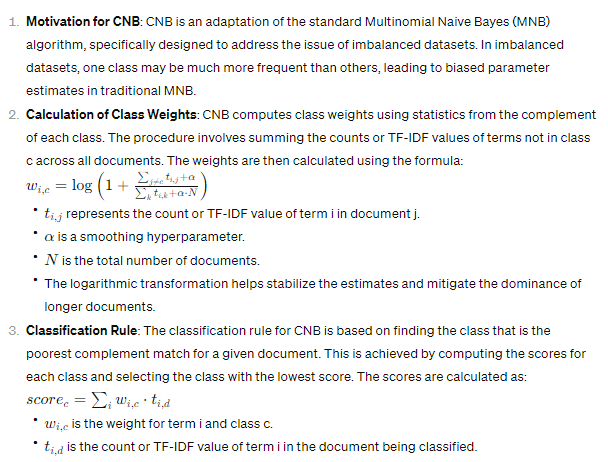 1. Motivation for CNB: CNB is an adaptation of the standard Multinomial Naive Bayes (MNB)
algorithm, specifically designed to address the issue of imbalanced datasets. In imbalanced
datasets, one class may be much more frequent than others, leading to biased parameter
estimates in traditional MNB.
2. Calculation of Class Weights: CNB computes class weights using statistics from the complement
of each class. The procedure involves summing the counts or TF-IDF values of terms not in class
c across all documents. The weights are then calculated using the formula:
w_{i,c} = log (1 + \frac{\sum_{j≠c} t_{i,j}+α}{\sum_k t_{i,k}+α·N})
• t_{i,j} represents the count or TF-IDF value of term i in document j.
• α is a smoothing hyperparameter.
• N is the total number of documents.
• The logarithmic transformation helps stabilize the estimates and mitigate the dominance of
longer documents.
3. Classification Rule: The classification rule for CNB is based on finding the class that is the
poorest complement match for a given document. This is achieved by computing the scores for
each class and selecting the class with the lowest score. The scores are calculated as:
score_c = \sum_i w_{i,c} · t_{i,d}
• w_{i,c} is the weight for term i and class c.
• t_{i,d} is the count or TF-IDF value of term i in the document being classified.